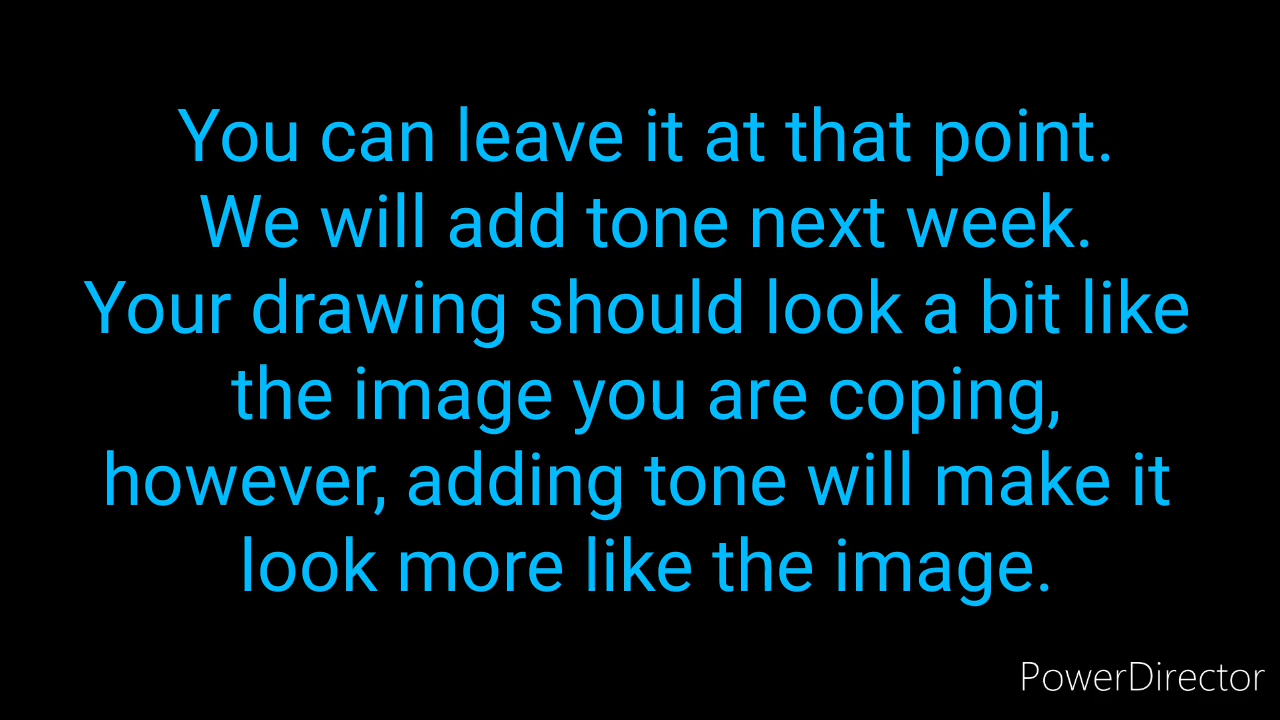 You can leave it at that point.
We will add tone next week.
Your drawing should look a bit like
the image you are coping,
however, adding tone will make it
look more like the image.
PowerDirector